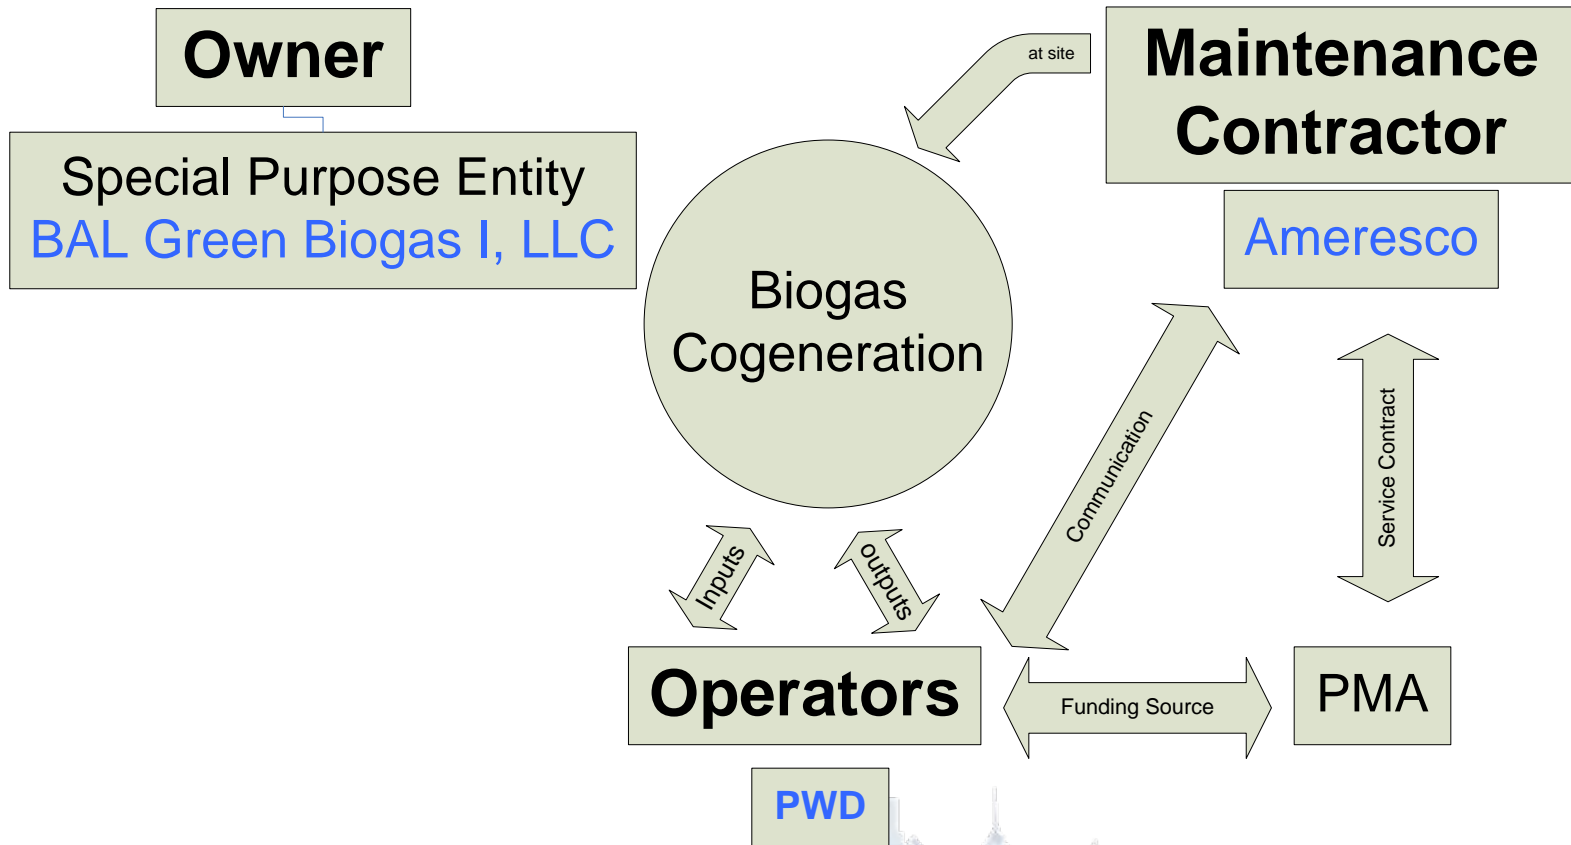 Owner
Special Purpose Entity
BAL Green Biogas I, LLC
at site
Maintenance
Contractor
Ameresco
Biogas
Cogeneration
Communication
Service Contract
Inputs
outputs
Operators
Funding Source
PMA
PWD